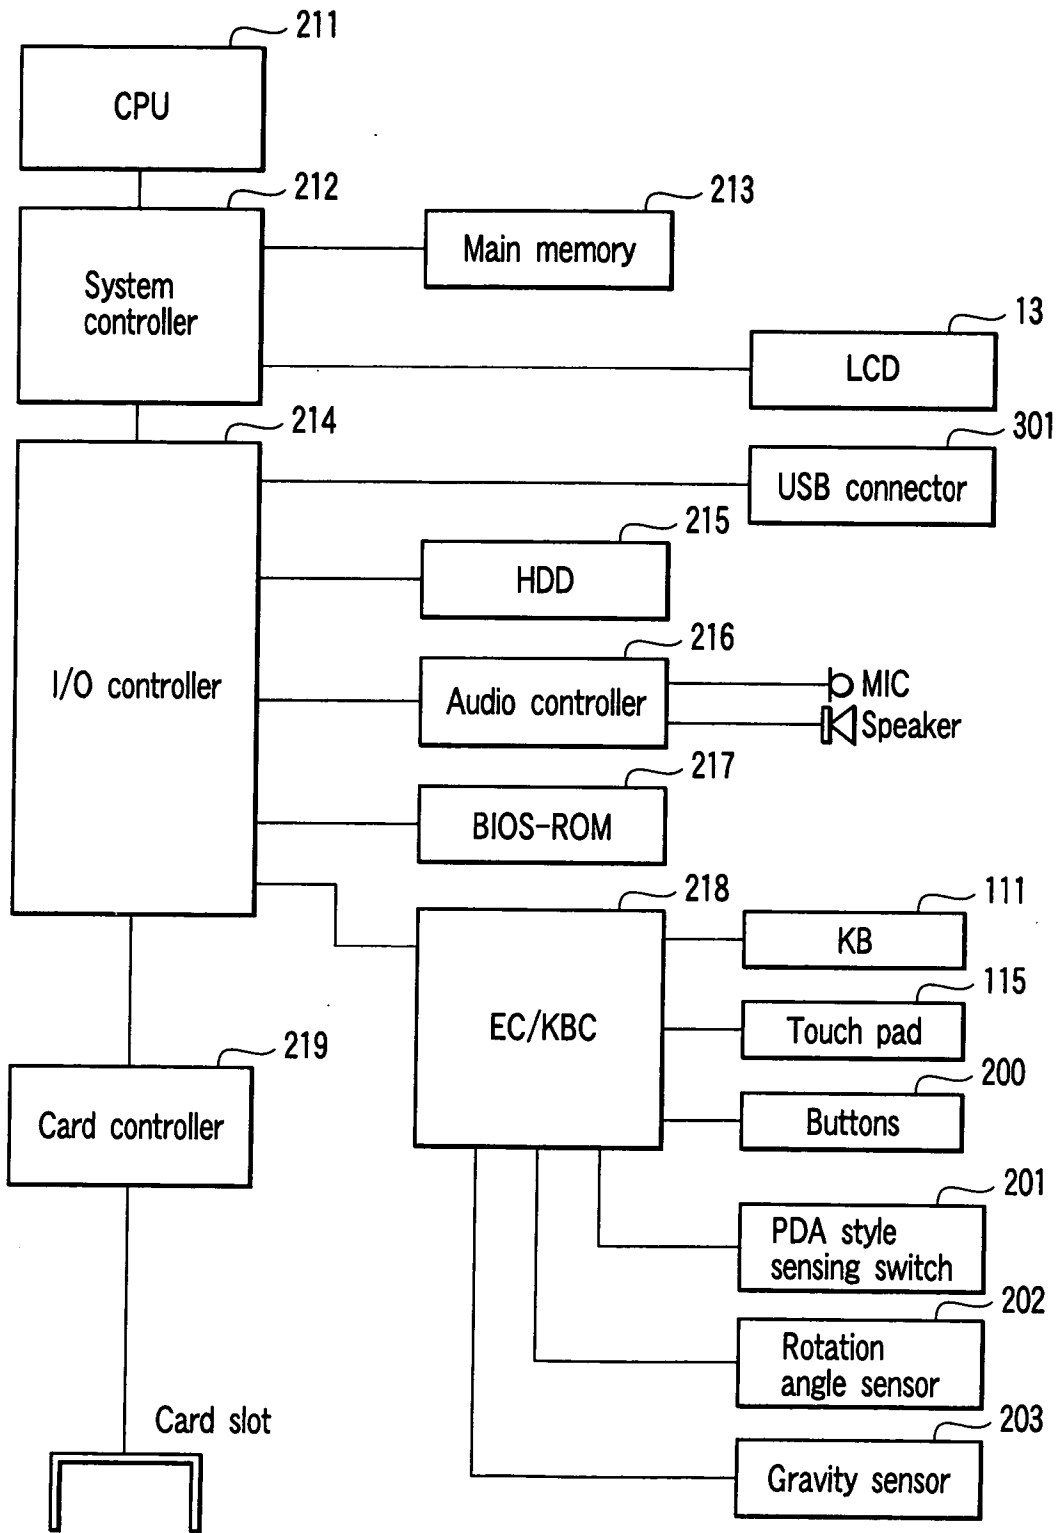 211
CPU
212
213
Main memory
System
controller
13
LCD
214
301
USB connector
215
HDD
216
I/O controller
Audio controller
MIC
Speaker
217
BIOS-ROM
218
111
KB
115
EC/KBC
Touch pad
219
200
Card controller
Buttons
201
PDA style
sensing switch
202
Rotation
angle sensor
Card slot
203
Gravity sensor